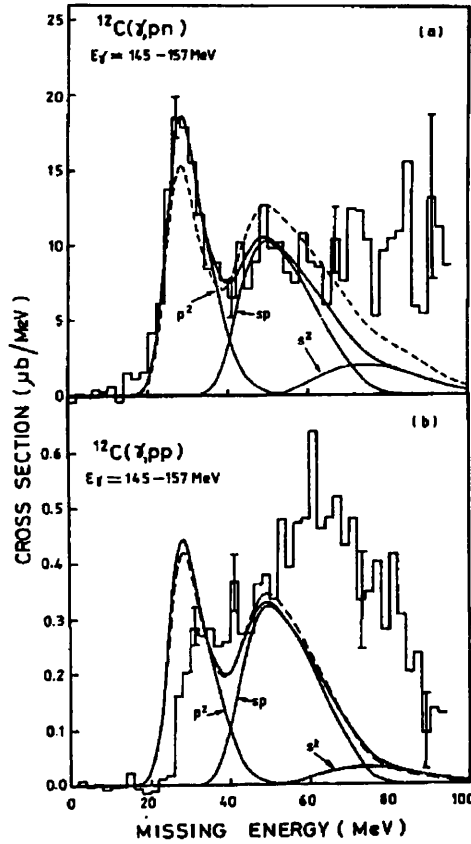 ¹²C(γ,pn)
(a)
Eγ = 145 – 157 MeV
25
20
15
10
5
0
p²
sp
s²
CROSS SECTION (μb/MeV)
¹²C(γ,pp)
(b)
Eγ = 145 – 157 MeV
0.6
0.5
0.4
0.3
0.2
0.1
0.0
p²
sp
s²
0 20 40 60 80 100
MISSING ENERGY (MeV)